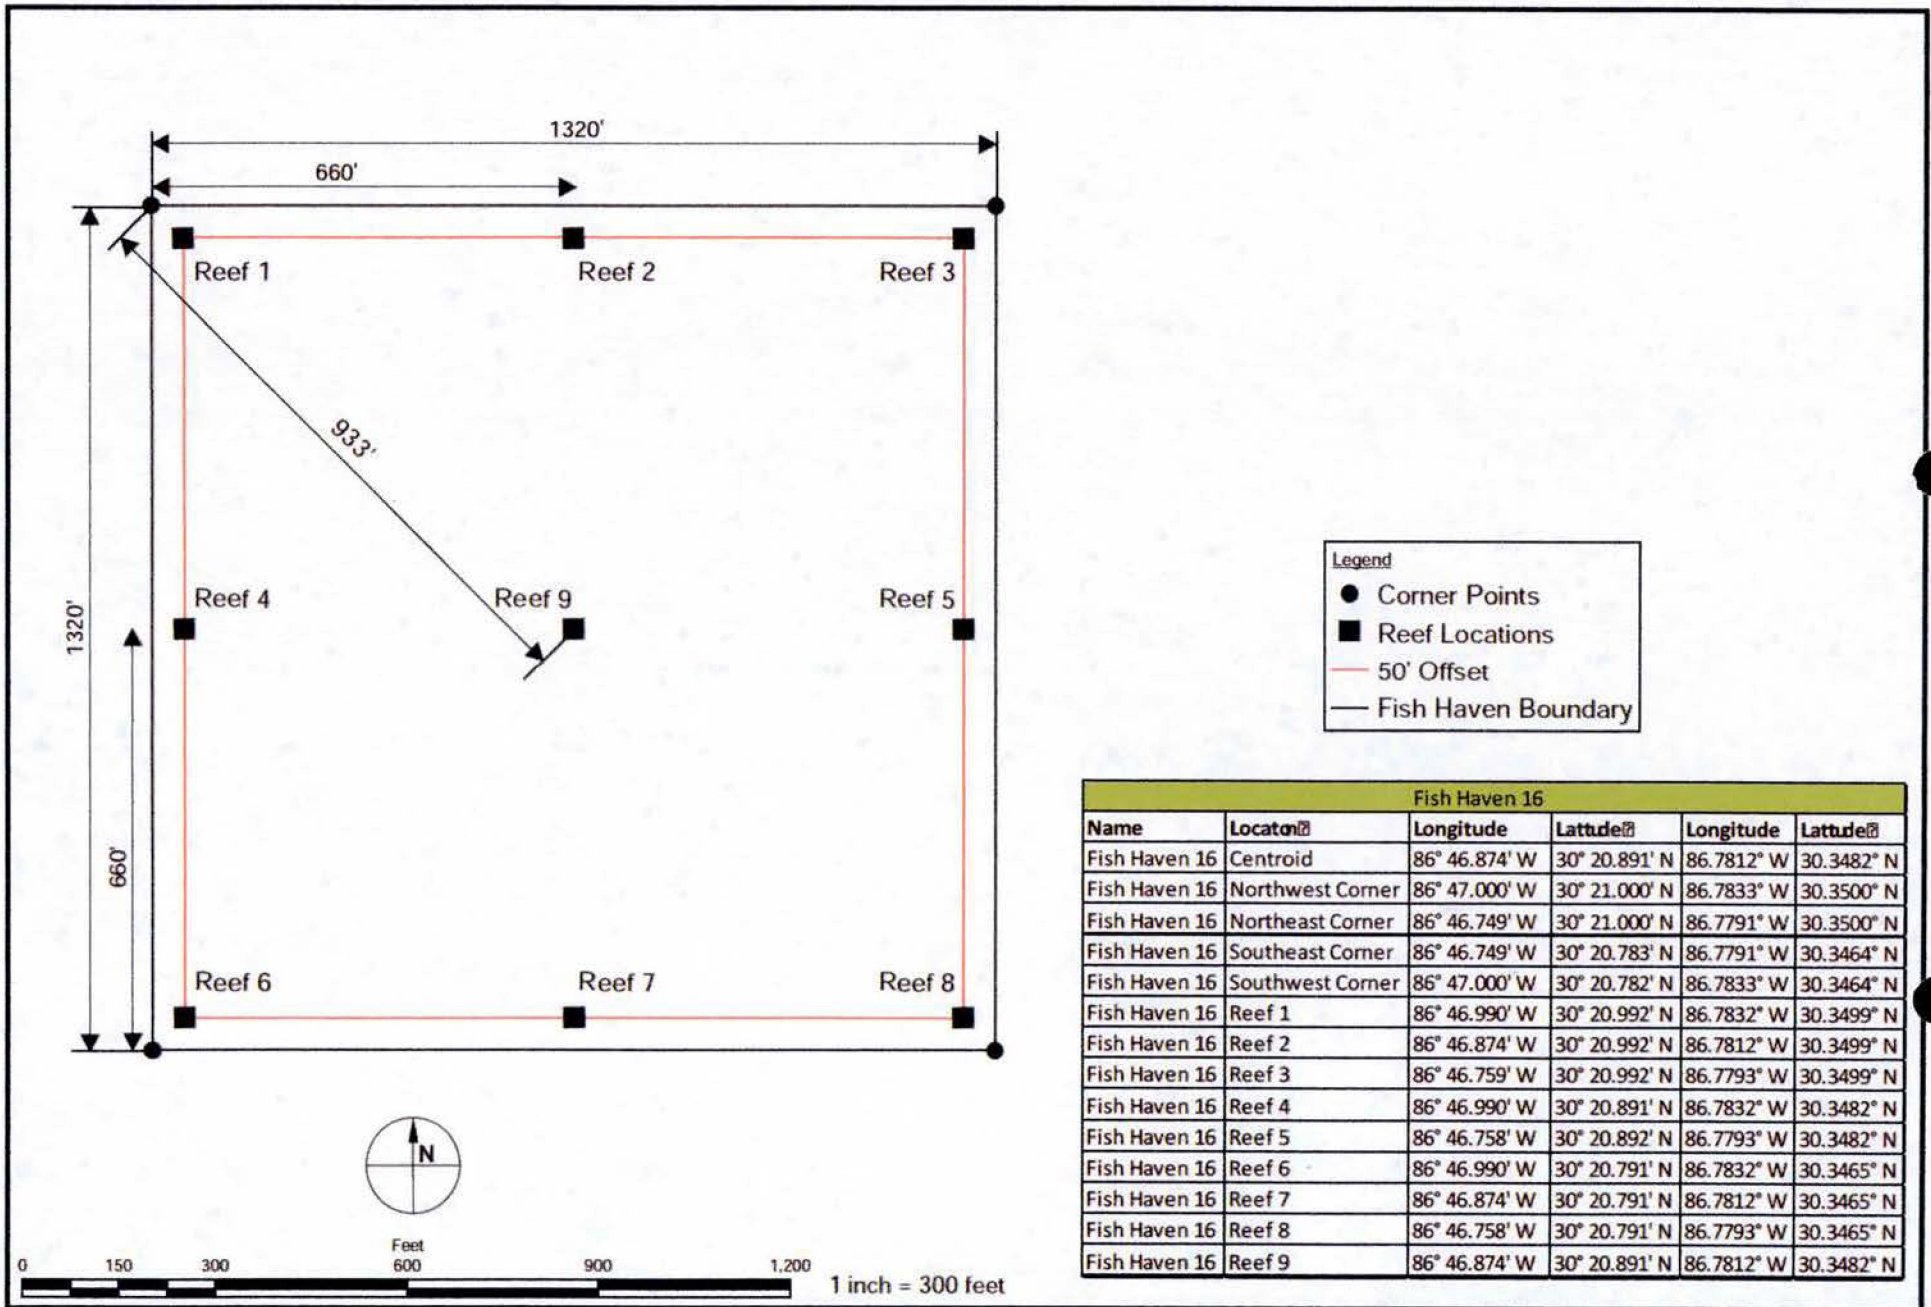 1320'
660'
Reef 1
Reef 2
Reef 3
933'
1320'
Reef 4
Reef 9
Reef 5
660'
Reef 6
Reef 7
Reef 8
N
Feet
0 150 300 600 900 1,200
1 inch = 300 feet
Legend
Corner Points
Reef Locations
50' Offset
Fish Haven Boundary
Fish Haven 16
Name Locaton Longitude Lattude Longitude Lattude
Fish Haven 16 Centroid 86° 46.874' W 30° 20.891' N 86.7812° W 30.3482° N
Fish Haven 16 Northwest Corner 86° 47.000' W 30° 21.000' N 86.7833° W 30.3500° N
Fish Haven 16 Northeast Corner 86° 46.749' W 30° 21.000' N 86.7791° W 30.3500° N
Fish Haven 16 Southeast Corner 86° 46.749' W 30° 20.783' N 86.7791° W 30.3464° N
Fish Haven 16 Southwest Corner 86° 47.000' W 30° 20.782' N 86.7833° W 30.3464° N
Fish Haven 16 Reef 1 86° 46.990' W 30° 20.992' N 86.7832° W 30.3499° N
Fish Haven 16 Reef 2 86° 46.874' W 30° 20.992' N 86.7812° W 30.3499° N
Fish Haven 16 Reef 3 86° 46.759' W 30° 20.992' N 86.7793° W 30.3499° N
Fish Haven 16 Reef 4 86° 46.990' W 30° 20.891' N 86.7832° W 30.3482° N
Fish Haven 16 Reef 5 86° 46.758' W 30° 20.892' N 86.7793° W 30.3482° N
Fish Haven 16 Reef 6 86° 46.990' W 30° 20.791' N 86.7832° W 30.3465° N
Fish Haven 16 Reef 7 86° 46.874' W 30° 20.791' N 86.7812° W 30.3465° N
Fish Haven 16 Reef 8 86° 46.758' W 30° 20.791' N 86.7793° W 30.3465° N
Fish Haven 16 Reef 9 86° 46.874' W 30° 20.891' N 86.7812° W 30.3482° N